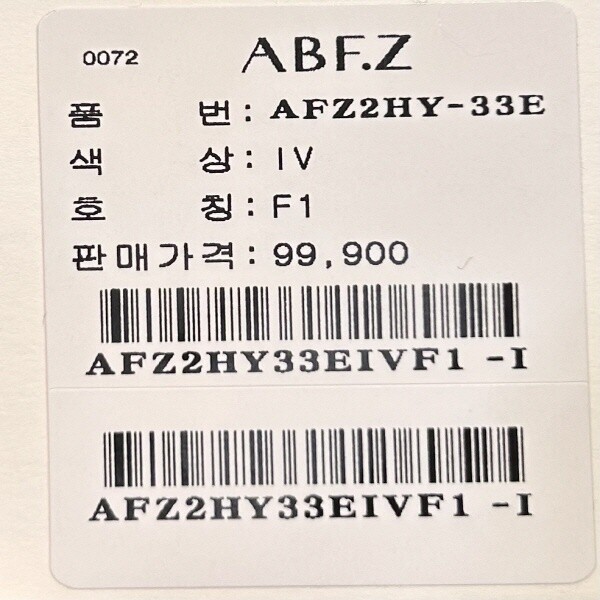 0072 ABF.Z
품 번: AFZ2HY-33E
색 상: IV
호 칭: F1
판매가격: 99,900
AFZ2HY33EIVF1 -I
AFZ2HY33EIVF1 -I